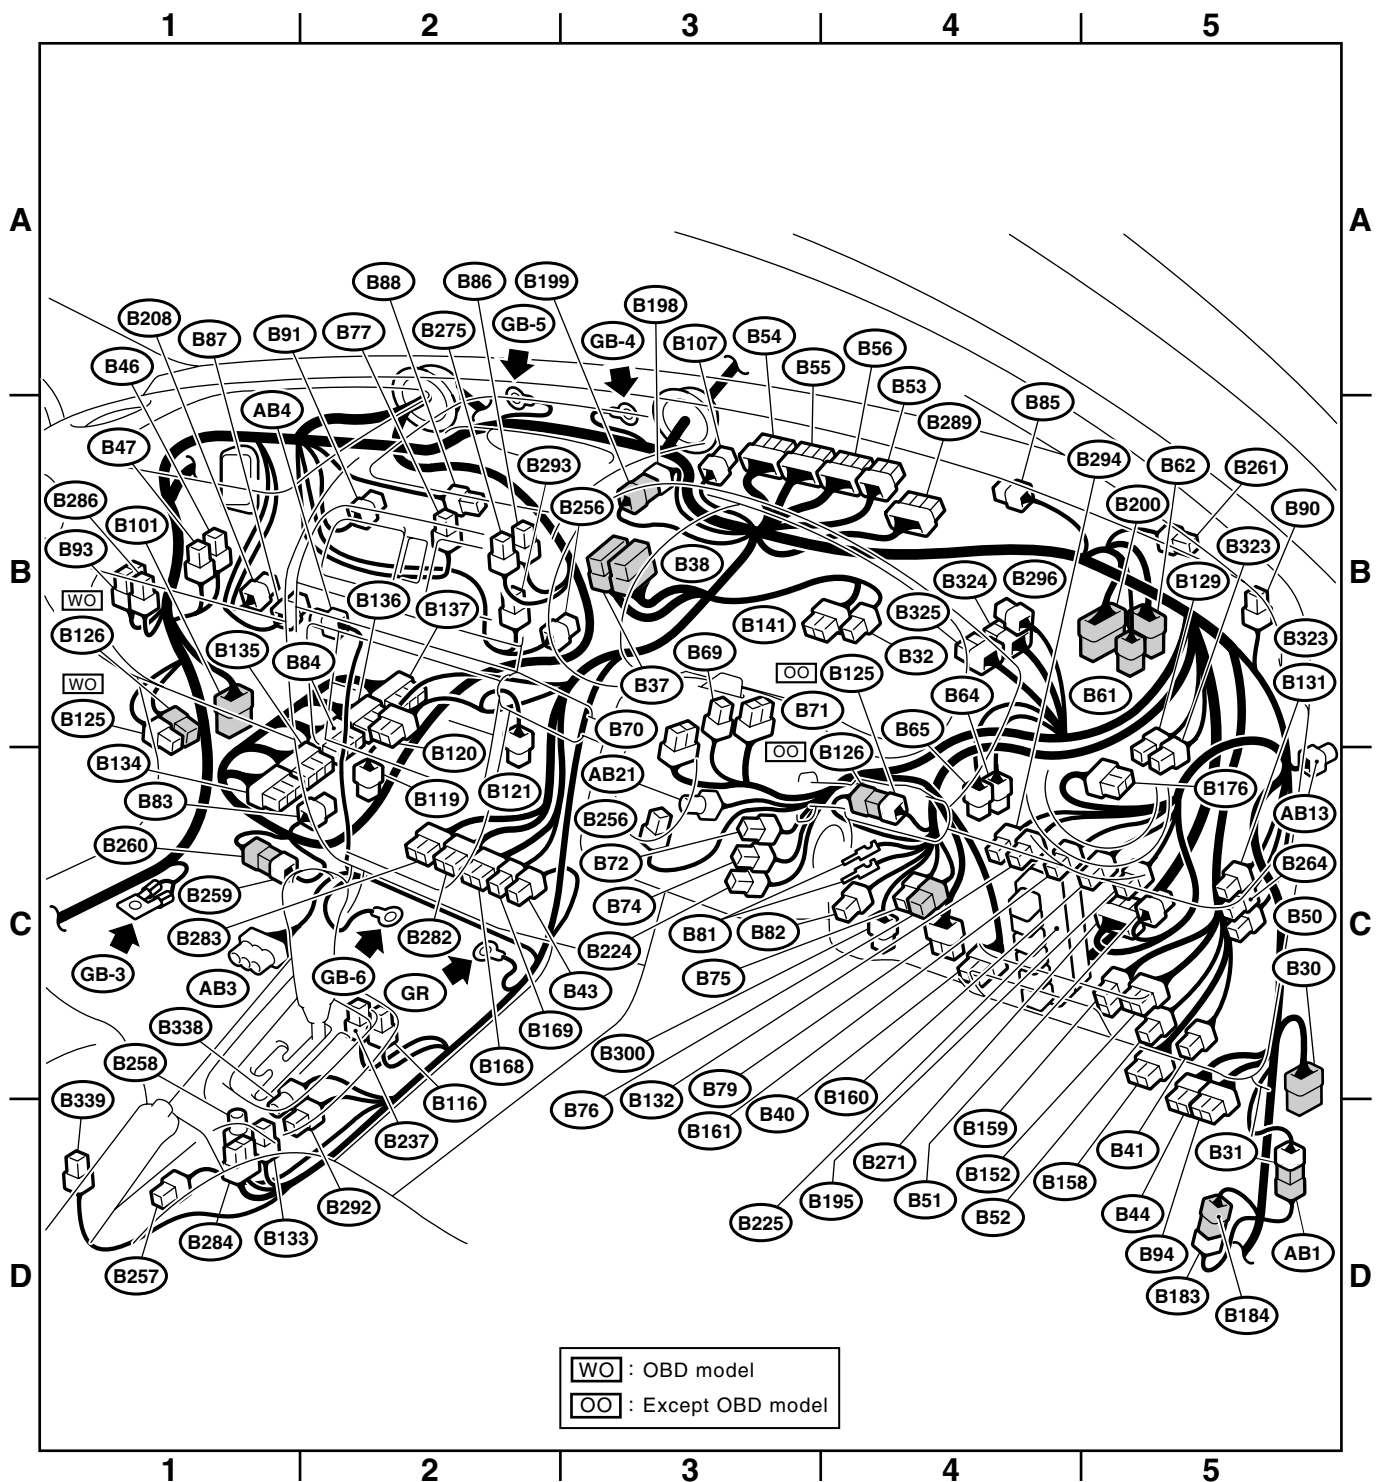 1 2 3 4 5
A A
B88 B86 B199
B208 B87 B91 B77 B275 GB-5 GB-4 B198 B107 B54 B55 B56 B53
B46 AB4 B289 B85
B47 B293 B294 B62 B261
B286 B101 B256 B200 B90
B93 B38 B324 B296 B129 B323
B B
WO B136 B137 B325
B126 B135 B84 B141 B32 B323
WO B69 OO B125 B131
B125 B37 B71 B64 B61
B70 B65
B134 B120 OO B126
B83 B119 B121 AB21 B176 AB13
B260 B256
B72 B264
B259 B74 B50
C C
B283 B282 B81 B82
GB-3 AB3 GB-6 GR B224 B75 B30
B43
B338 B169
B258 B168 B300
B339 B116 B76 B132 B79 B40 B160
B237 B161 B159 B41 B31
B271 B152 B158
B292 B195 B51 B52 B44
B284 B133 B225 B94 AB1
B257
D D
B183 B184
WO : OBD model
OO : Except OBD model
1 2 3 4 5